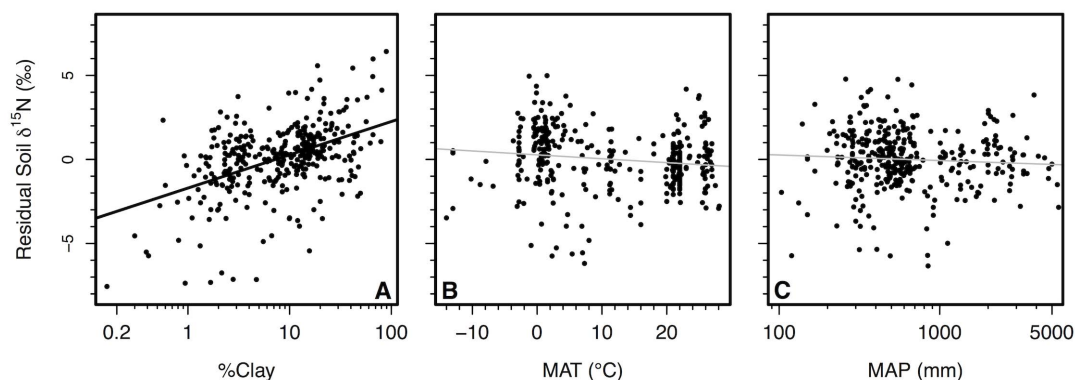 Residual Soil δ15N (‰)
5
0
−5
A
B
C
0.2 1 10 100
−10 0 10 20
100 1000 5000
%Clay
MAT (°C)
MAP (mm)